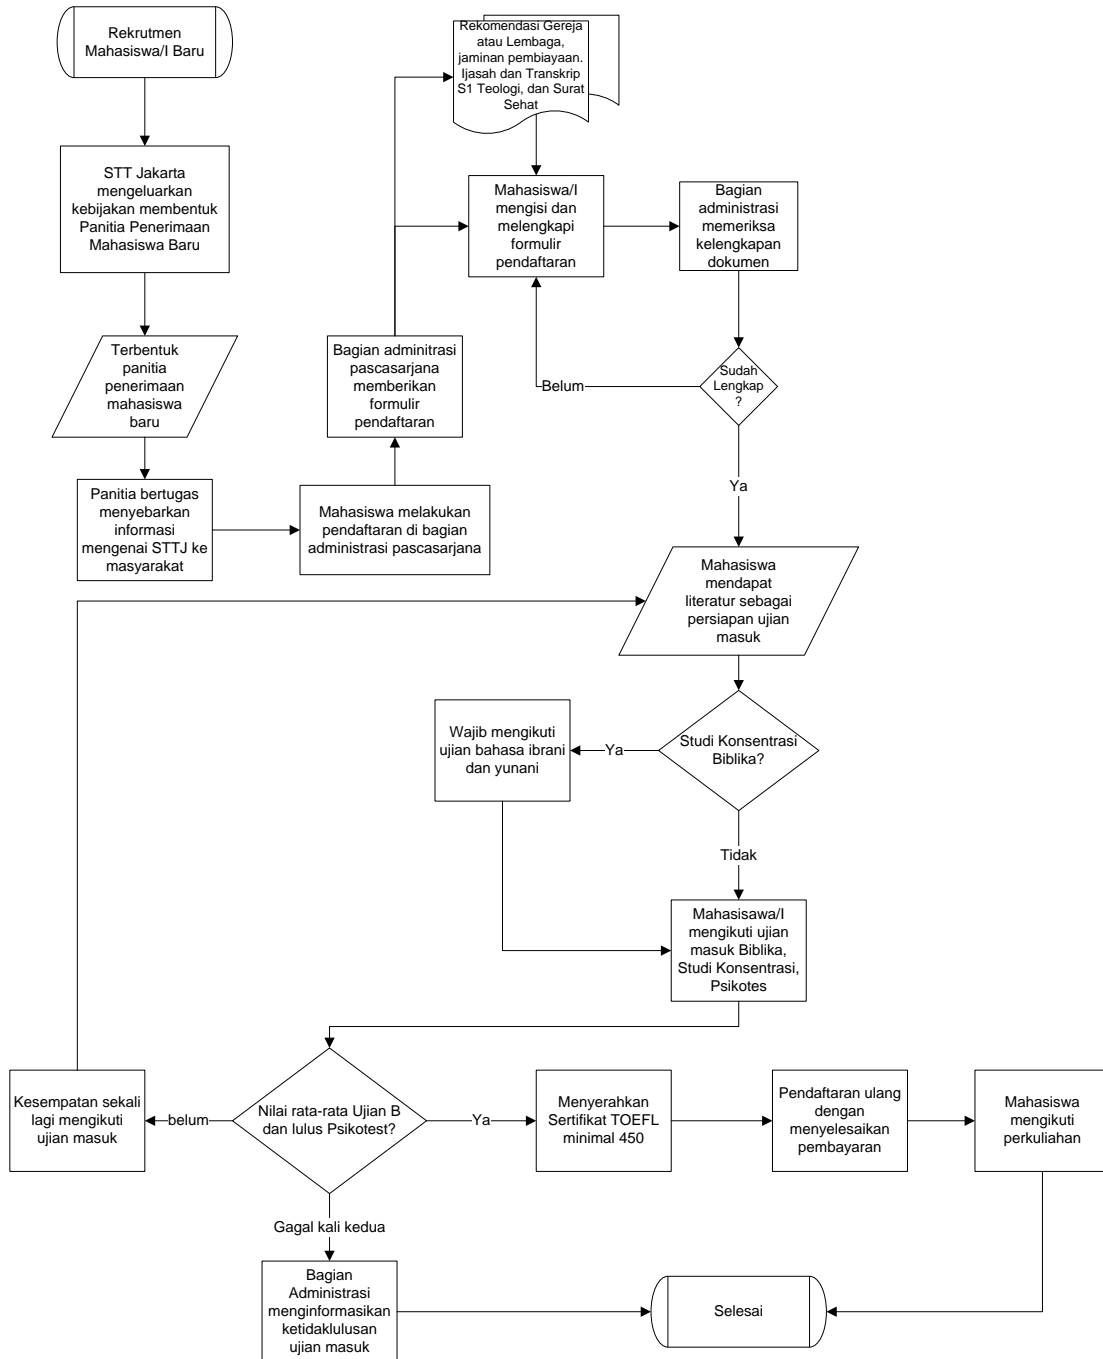 Rekrutmen
Mahasiswa/I Baru
STT Jakarta
mengeluarkan
kebijakan membentuk
Panitia Penerimaan
Mahasiswa Baru
Terbentuk
panitia
penerimaan
mahasiswa
baru
Panitia bertugas
menyebarkan
informasi
mengenai STTJ ke
masyarakat
Mahasiswa melakukan
pendaftaran di bagian
administrasi pascasarjana
Bagian adminitrasi
pascasarjana
memberikan
formulir
pendaftaran
Rekomendasi Gereja
atau Lembaga,
jaminan pembiayaan.
Ijasah dan Transkrip
S1 Teologi, dan Surat
Sehat
Mahasiswa/I
mengisi dan
melengkapi
formulir
pendaftaran
Bagian
administrasi
memeriksa
kelengkapan
dokumen
Sudah
Lengkap
?
Belum
Ya
Mahasiswa
mendapat
literatur sebagai
persiapan ujian
masuk
Studi Konsentrasi
Biblika?
Ya
Wajib mengikuti
ujian bahasa ibrani
dan yunani
Tidak
Mahasisawa/I
mengikuti ujian
masuk Biblika,
Studi Konsentrasi,
Psikotes
Nilai rata-rata Ujian B
dan lulus Psikotest?
belum
Kesempatan sekali
lagi mengikuti
ujian masuk
Ya
Menyerahkan
Sertifikat TOEFL
minimal 450
Pendaftaran ulang
dengan
menyelesaikan
pembayaran
Mahasiswa
mengikuti
perkuliahan
Gagal kali kedua
Bagian
Administrasi
menginformasikan
ketidaklulusan
ujian masuk
Selesai